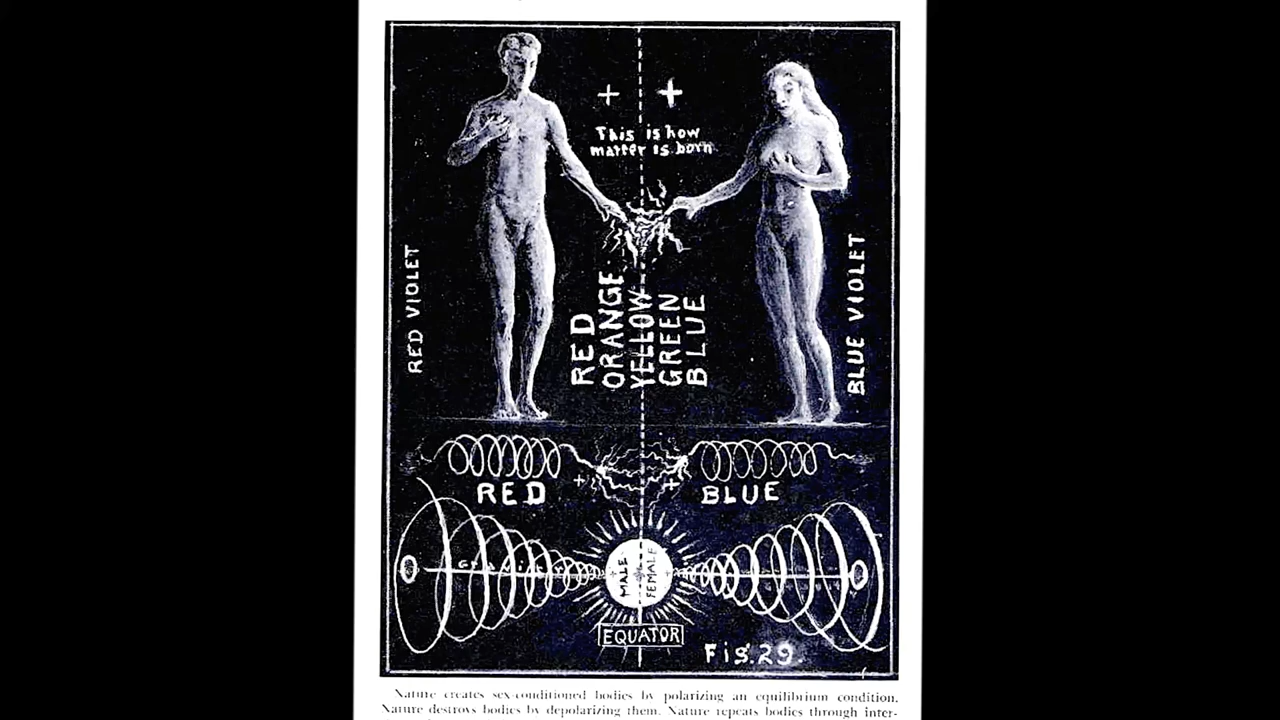 + +
This is how
matter is born
RED VIOLET
RED
ORANGE
YELLOW
GREEN
BLUE
BLUE VIOLET
+ +
RED BLUE
Gravity
+ MALE FEMALE +
EQUATOR
Fig.29.
Nature creates sex-conditioned bodies by polarizing an equilibrium condition.
Nature destroys bodies by depolarizing them. Nature repeats bodies through inter-